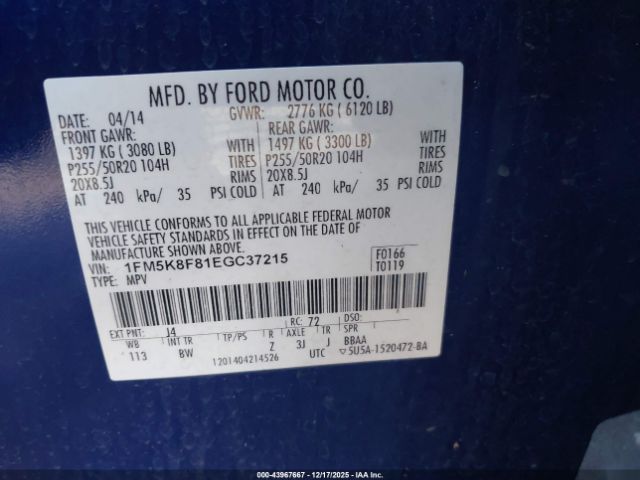 MFD. BY FORD MOTOR CO.
DATE: 04/14 GVWR: 2776 KG ( 6120 LB)
FRONT GAWR: REAR GAWR:
1397 KG ( 3080 LB) WITH 1497 KG ( 3300 LB) WITH
P255/50R20 104H TIRES P255/50R20 104H TIRES
20X8.5J RIMS 20X8.5J RIMS
AT 240 kPa/ 35 PSI COLD AT 240 kPa/ 35 PSI COLD
THIS VEHICLE CONFORMS TO ALL APPLICABLE FEDERAL MOTOR
VEHICLE SAFETY STANDARDS IN EFFECT ON THE DATE OF
MANUFACTURE SHOWN ABOVE.
VIN: 1FM5K8F81EGC37215 F0166
TYPE: MPV T0119
EXT PNT: J4 RC: 72 DSO:
WB INT TR TP/PS R AXLE TR SPR
113 BW Z 3J J BBAA
1201404214526 UTC ▽5U5A-1520472-BA
© COPART 43967667 - 12/17/2025 - IAA, Inc.